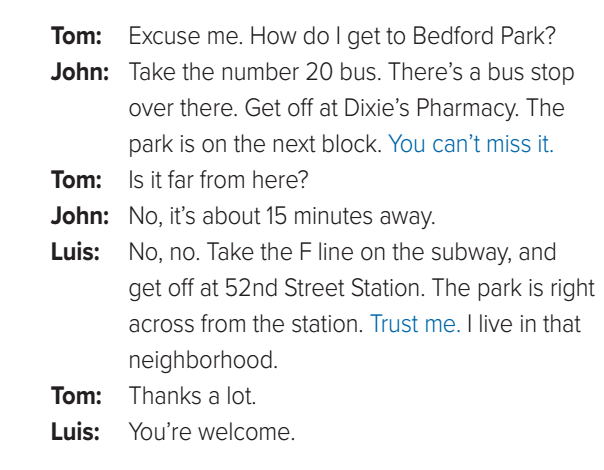 Tom: Excuse me. How do I get to Bedford Park?
John: Take the number 20 bus. There's a bus stop
over there. Get off at Dixie's Pharmacy. The
park is on the next block. You can't miss it.
Tom: Is it far from here?
John: No, it's about 15 minutes away.
Luis: No, no. Take the F line on the subway, and
get off at 52nd Street Station. The park is right
across from the station. Trust me. I live in that
neighborhood.
Tom: Thanks a lot.
Luis: You're welcome.